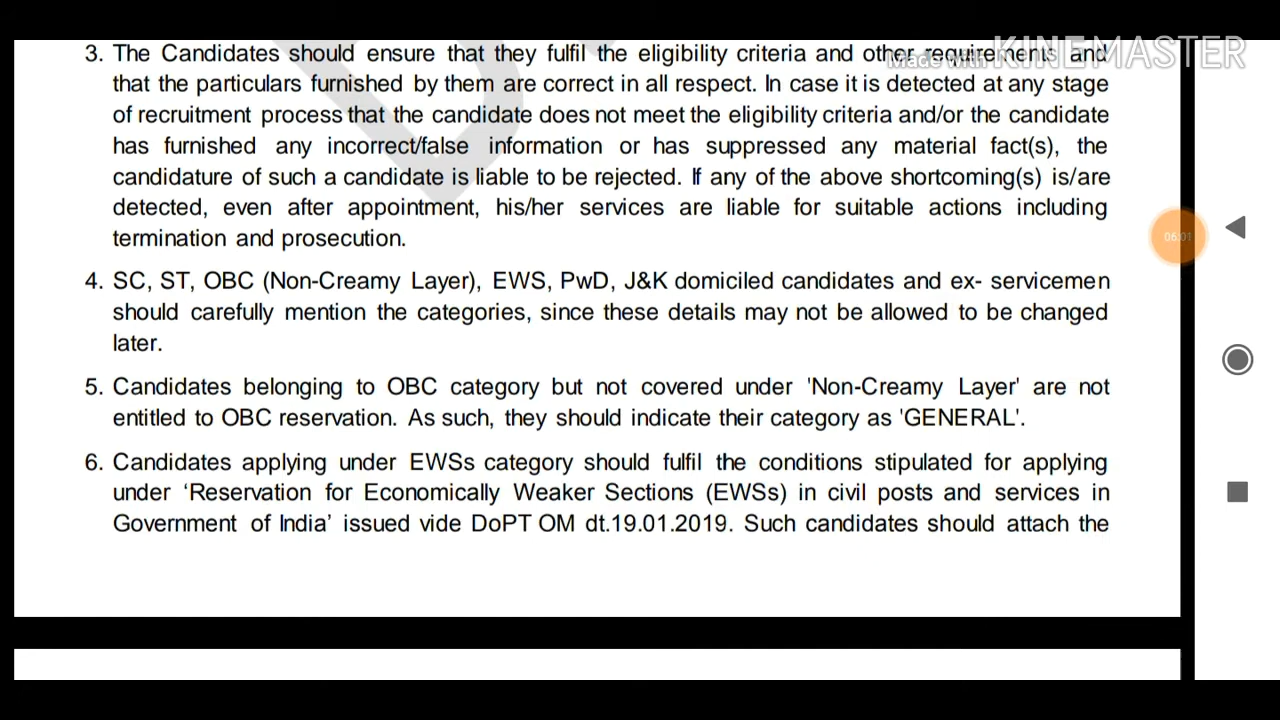 3. The Candidates should ensure that they fulfil the eligibility criteria and other requirements and
Made with KINEMASTER
that the particulars furnished by them are correct in all respect. In case it is detected at any stage
of recruitment process that the candidate does not meet the eligibility criteria and/or the candidate
has furnished any incorrect/false information or has suppressed any material fact(s), the
candidature of such a candidate is liable to be rejected. If any of the above shortcoming(s) is/are
detected, even after appointment, his/her services are liable for suitable actions including
06:01
termination and prosecution.
4. SC, ST, OBC (Non-Creamy Layer), EWS, PwD, J&K domiciled candidates and ex- servicemen
should carefully mention the categories, since these details may not be allowed to be changed
later.
5. Candidates belonging to OBC category but not covered under 'Non-Creamy Layer' are not
entitled to OBC reservation. As such, they should indicate their category as 'GENERAL'.
6. Candidates applying under EWSs category should fulfil the conditions stipulated for applying
under ‘Reservation for Economically Weaker Sections (EWSs) in civil posts and services in
Government of India’ issued vide DoPT OM dt.19.01.2019. Such candidates should attach the